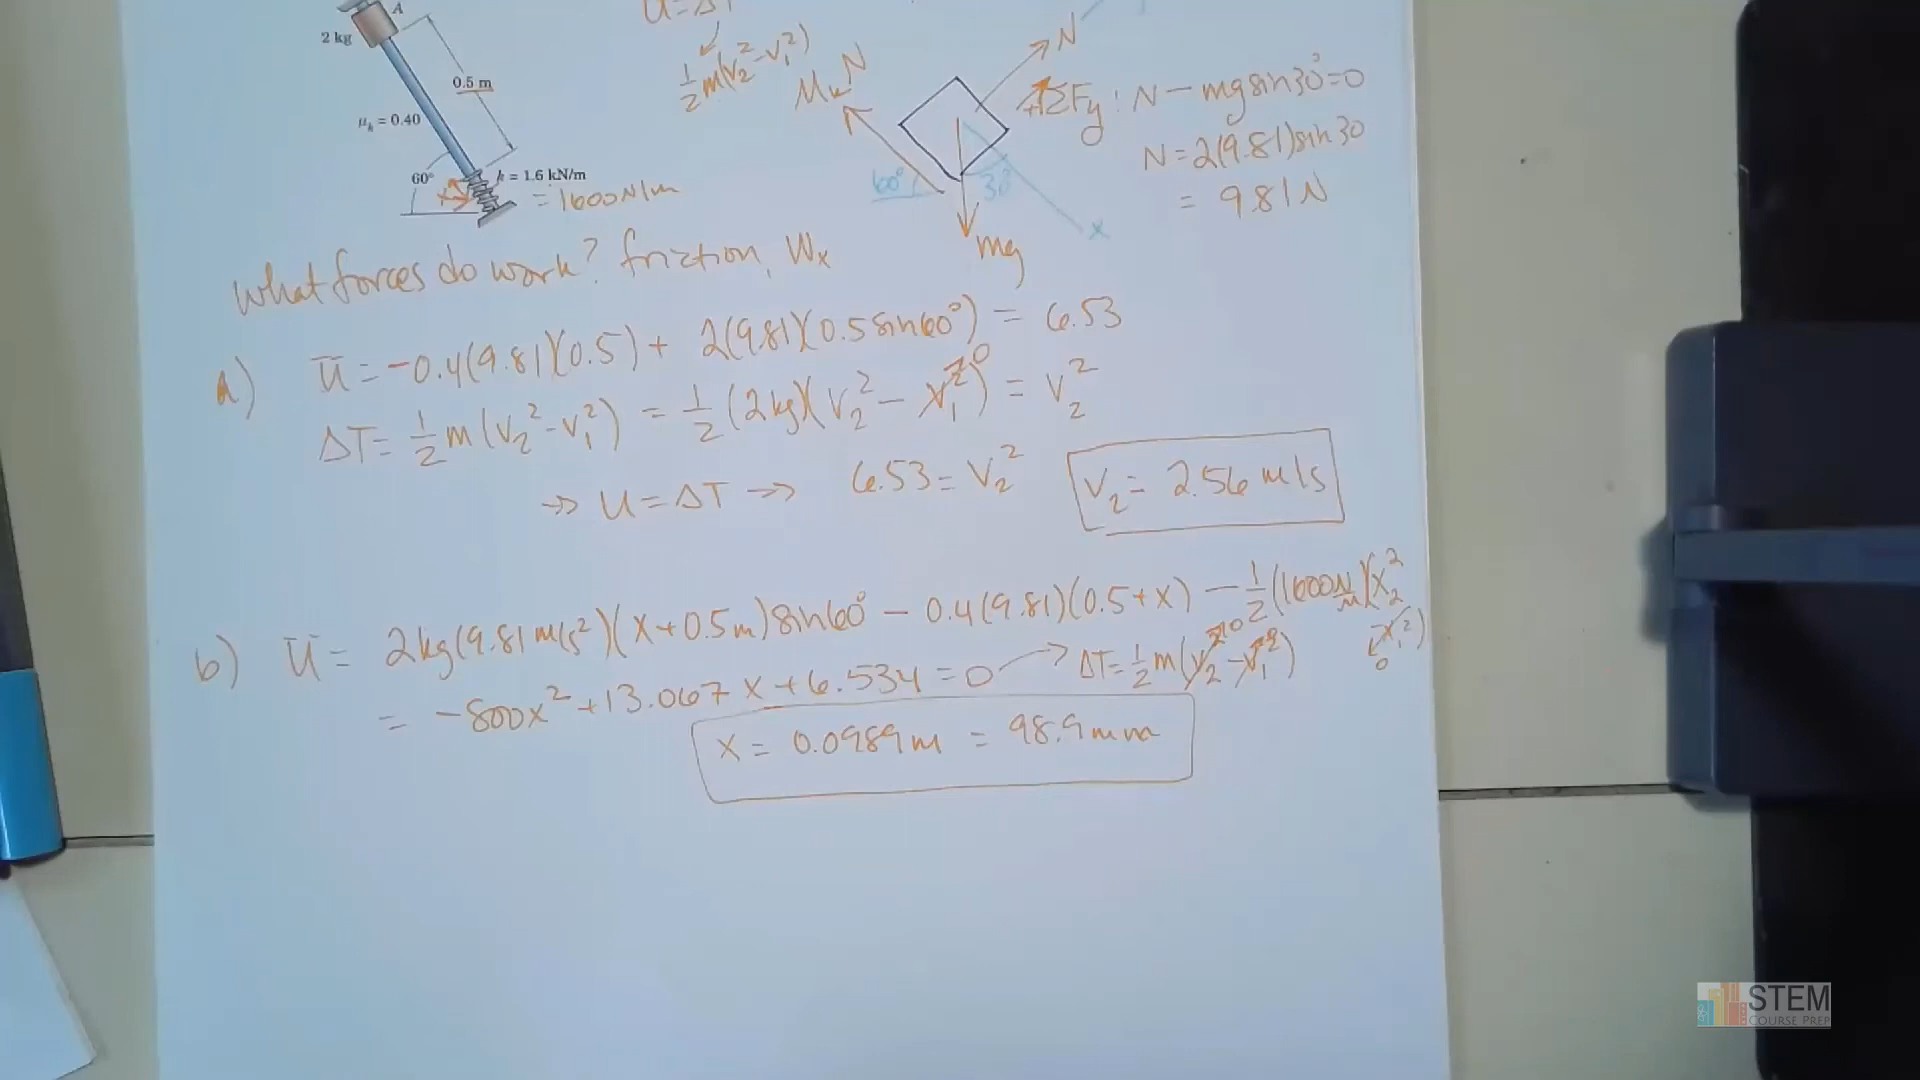 A
U = ΔT
2 kg
½m(v₂² - v₁²)
0.5 m
μₖN
N
+ΣFy: N - mg sin30° = 0
μₖ = 0.40
N = 2(9.81) sin 30
60°
k = 1.6 kN/m
60°
30°
= 1600 N/m
= 9.81 N
x
mg
What forces do work? friction, Wx
a) U = -0.4(9.81)(0.5) + 2(9.81)(0.5 sin60°) = 6.53
ΔT = ½m(v₂² - v₁²) = ½(2kg)(v₂² - v₁²) = v₂²
0
→ U = ΔT → 6.53 = v₂²
v₂ = 2.56 m/s
b) U = 2kg(9.81 m/s²)(x + 0.5m) sin60° - 0.4(9.81)(0.5 + x) - ½(1600 N/m)(x₂² - x₁²)
0
= -800x² + 13.067x + 6.534 = 0 → ΔT = ½m(v₂² - v₁²)
x = 0.0989m = 98.9mm
STEM
COURSE PREP